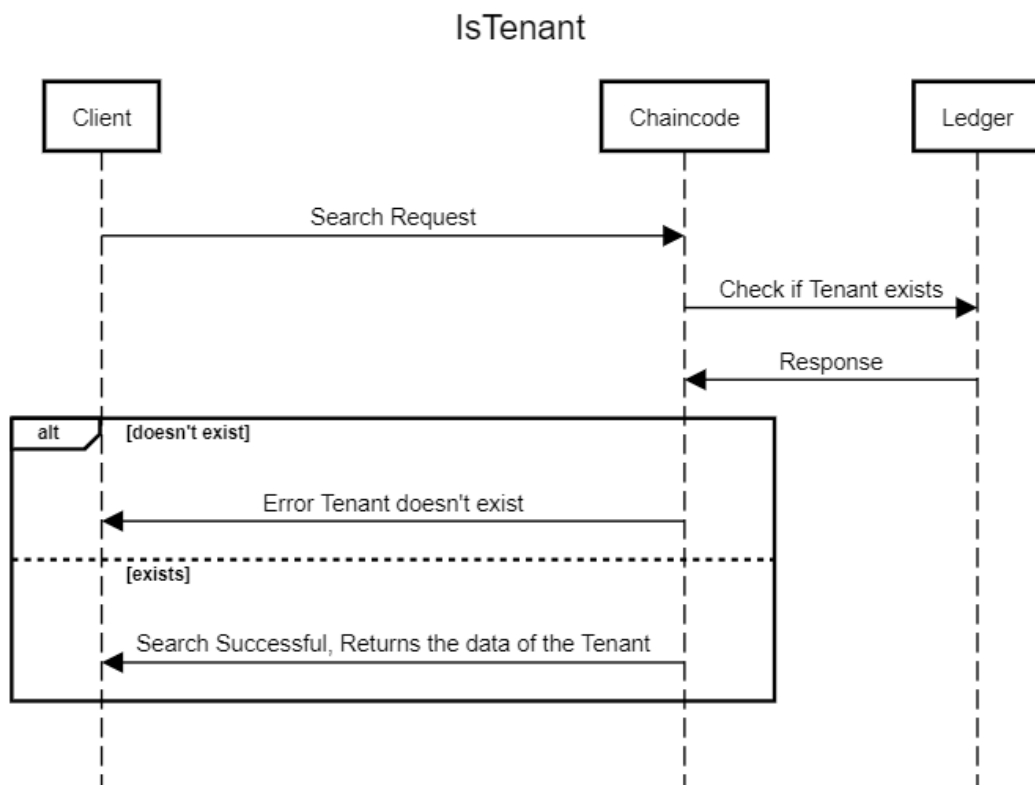 IsTenant
Client
Chaincode
Ledger
Search Request
Check if Tenant exists
Response
alt
[doesn't exist]
Error Tenant doesn't exist
[exists]
Search Successful, Returns the data of the Tenant